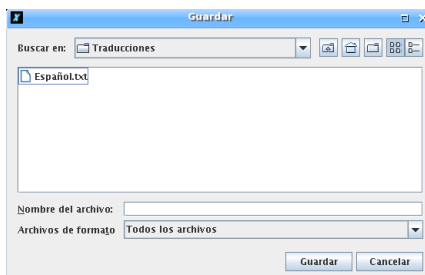 Guardar
Buscar en: Traducciones
Español.txt
Nombre del archivo:
Archivos de formato Todos los archivos
Guardar Cancelar